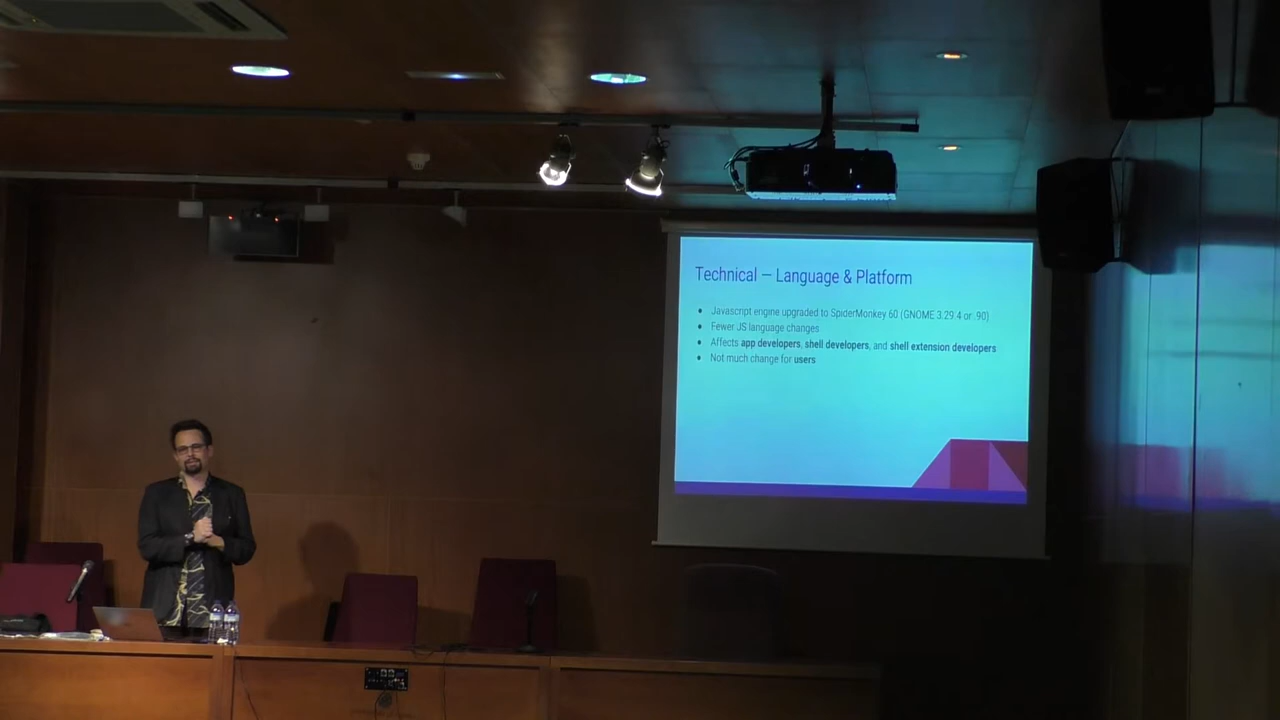 Technical — Language & Platform
Javascript engine upgraded to SpiderMonkey 60 (GNOME 3.29.4 or .90)
Fewer JS language changes
Affects app developers, shell developers, and shell extension developers
Not much change for users